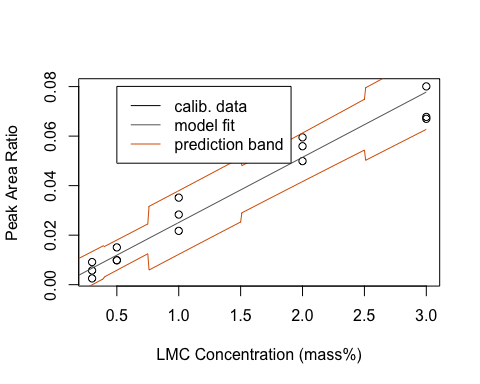 calib. data
model fit
prediction band
Peak Area Ratio
0.08
0.06
0.04
0.02
0.00
0.5 1.0 1.5 2.0 2.5 3.0
LMC Concentration (mass%)